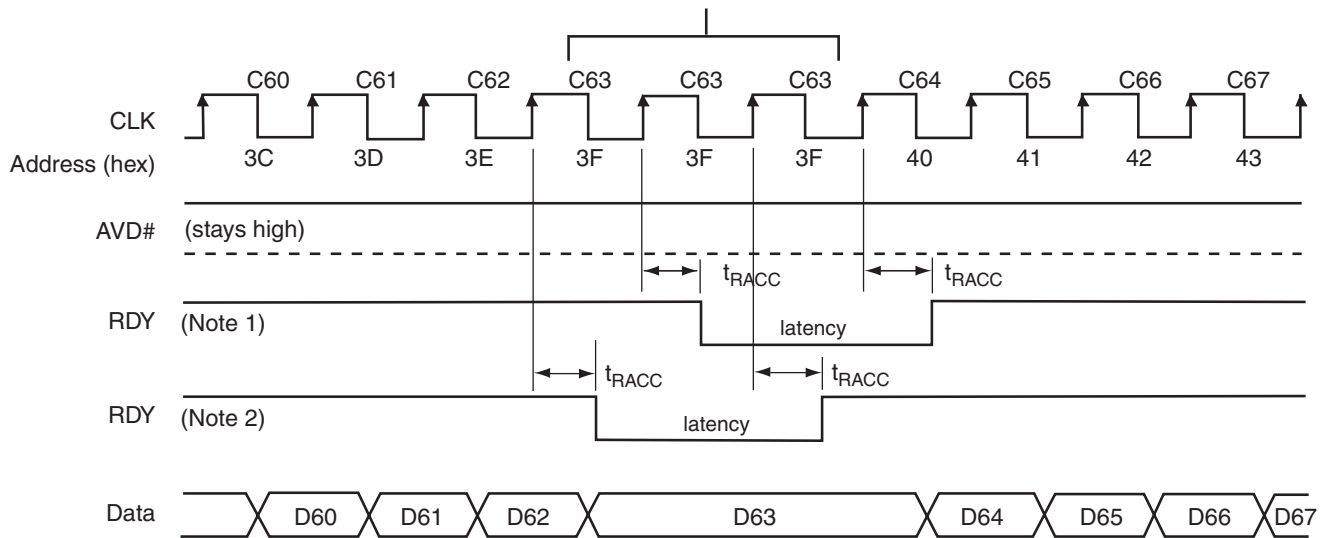 C60 C61 C62 C63 C63 C63 C64 C65 C66 C67
CLK
Address (hex) 3C 3D 3E 3F 3F 3F 40 41 42 43
AVD# (stays high)
tRACC tRACC
RDY (Note 1) latency
tRACC tRACC
RDY (Note 2) latency
Data D60 D61 D62 D63 D64 D65 D66 D67